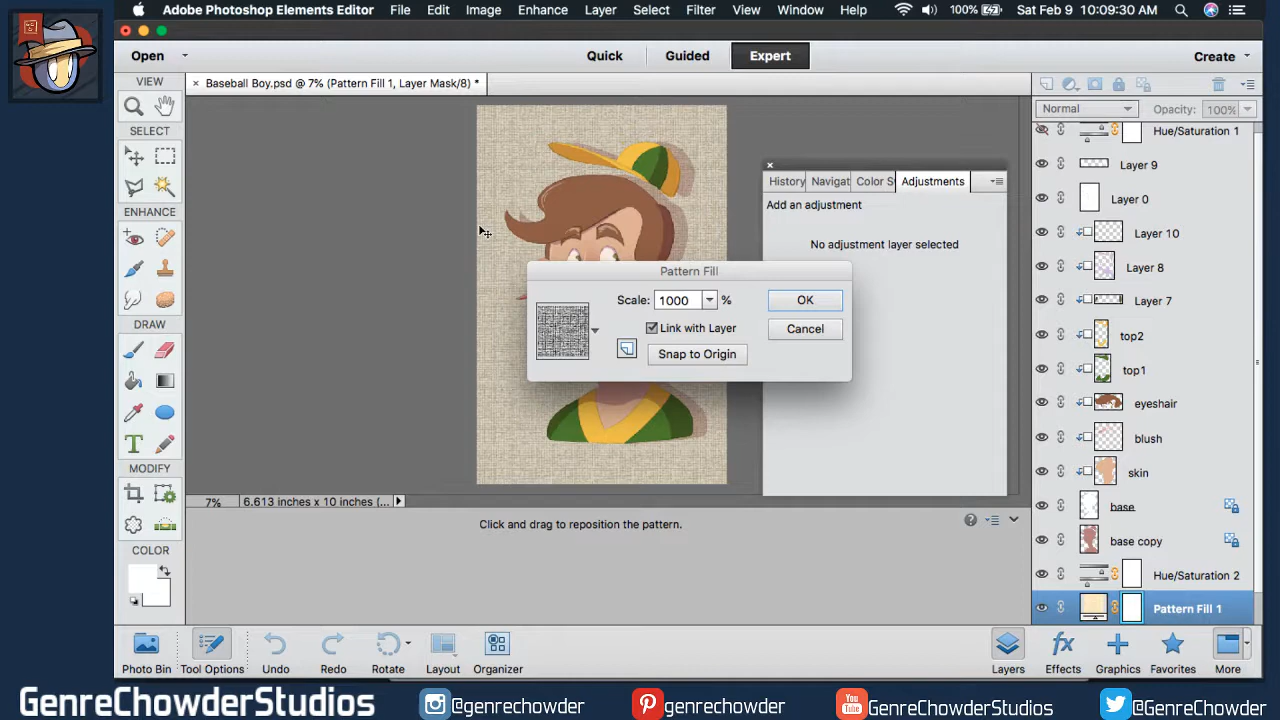 Adobe Photoshop Elements Editor File Edit Image Enhance Layer Select Filter View Window Help 100% Sat Feb 9 10:09:30 AM
Open Quick Guided Expert Create
VIEW
× Baseball Boy.psd @ 7% (Pattern Fill 1, Layer Mask/8) *
Normal Opacity: 100%
SELECT
Hue/Saturation 1
Layer 9
History Navigat Color S Adjustments
Add an adjustment
Layer 0
ENHANCE
Layer 10
No adjustment layer selected
Layer 8
Pattern Fill
Scale: 1000 % OK
Layer 7
Link with Layer Cancel
DRAW
top2
Snap to Origin
top1
eyeshair
blush
T
MODIFY
skin
7% 6.613 inches x 10 inches (...
base
Click and drag to reposition the pattern.
base copy
COLOR
Hue/Saturation 2
Pattern Fill 1
fx
Photo Bin Tool Options Undo Redo Rotate Layout Organizer Layers Effects Graphics Favorites More
GenreChowderStudios @genrechowder genrechowder You Tube GenreChowderStudios @GenreChowder